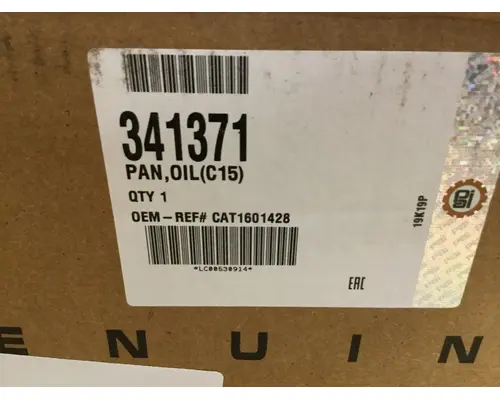 341371
PAN,OIL(C15)
QTY 1
OEM-REF# CAT1601428
*LC00530914*
EAC
19K19P
ENUIN